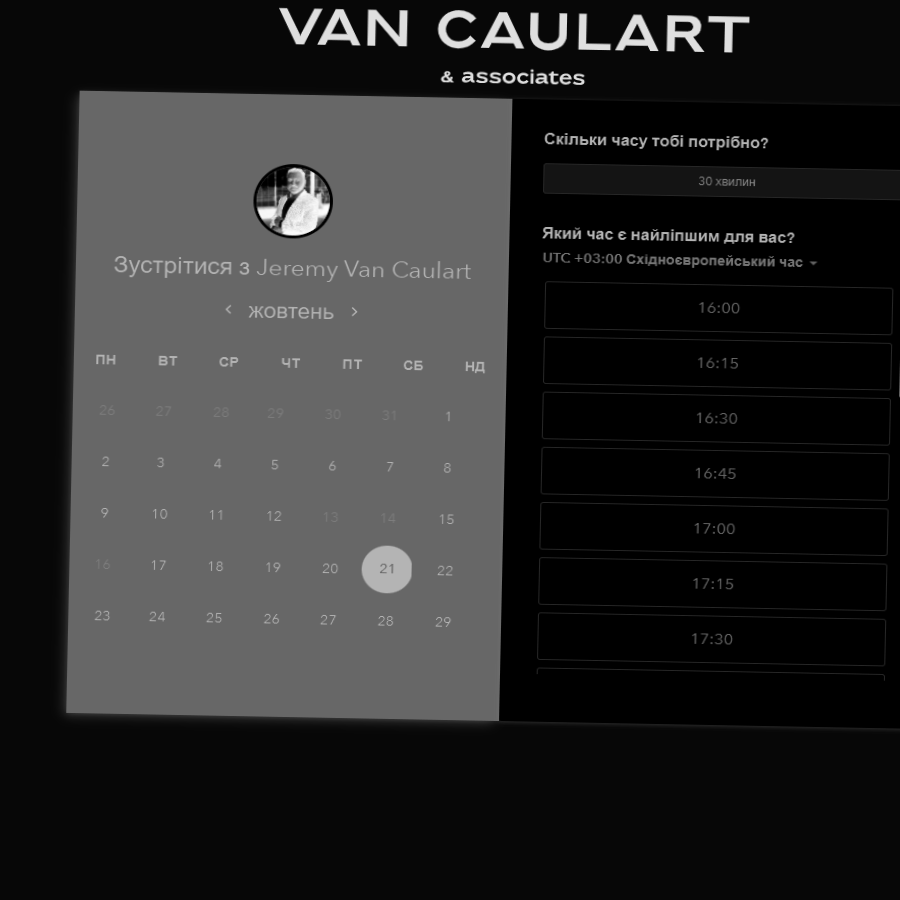 VAN CAULART
& associates
Зустрітися з Jeremy Van Caulart
‹ жовтень ›
ПН ВТ СР ЧТ ПТ СБ НД
26 27 28 29 30 31 1
2 3 4 5 6 7 8
9 10 11 12 13 14 15
16 17 18 19 20 21 22
23 24 25 26 27 28 29
Скільки часу тобі потрібно?
30 хвилин
Який час є найліпшим для вас?
UTC +03:00 Східноєвропейський час
16:00
16:15
16:30
16:45
17:00
17:15
17:30